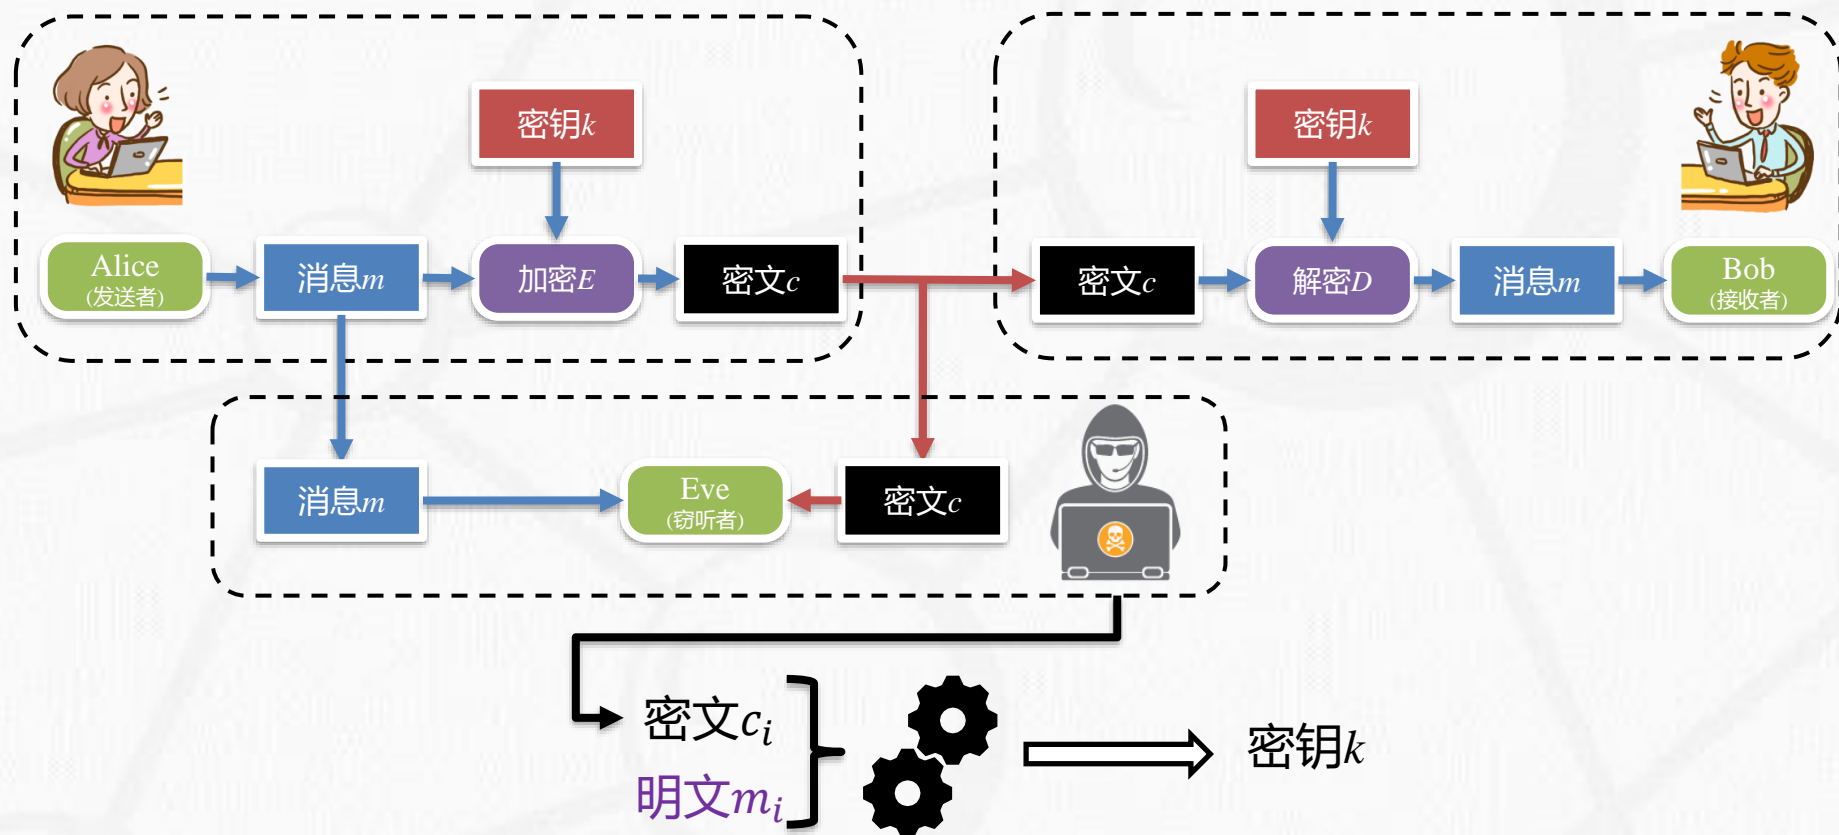 密钥k
密钥k
Alice
(发送者)
消息m
加密E
密文c
密文c
解密D
消息m
Bob
(接收者)
消息m
Eve
(窃听者)
密文c
密文cᵢ
明文mᵢ
密钥k